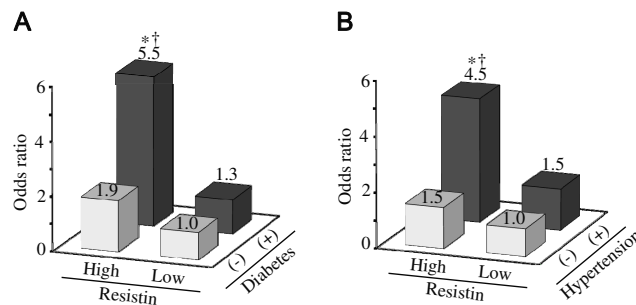 A
*†
5.5
6
4
2
0
Odds ratio
1.9
1.3
1.0
High
Low
Resistin
(-)
(+)
Diabetes
B
*†
4.5
6
4
2
0
Odds ratio
1.5
1.5
1.0
High
Low
Resistin
(-)
(+)
Hypertension